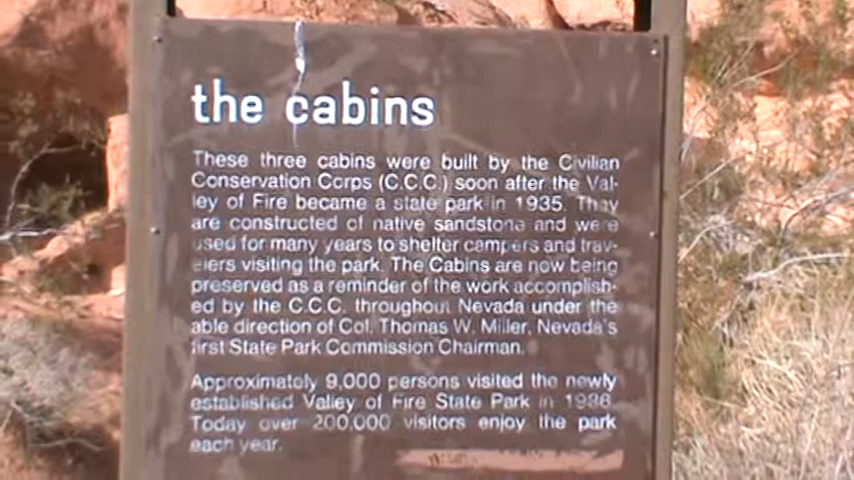 the cabins
These three cabins were built by the Civilian
Conservation Corps (C.C.C.) soon after the Val-
ley of Fire became a state park in 1935. They
are constructed of native sandstone and were
used for many years to shelter campers and trav-
elers visiting the park. The Cabins are now being
preserved as a reminder of the work accomplish-
ed by the C.C.C. throughout Nevada under the
able direction of Col. Thomas W. Miller, Nevada's
first State Park Commission Chairman.
Approximately 9,000 persons visited the newly
established Valley of Fire State Park in
Today over 200,000 visitors enjoy the park
each year.